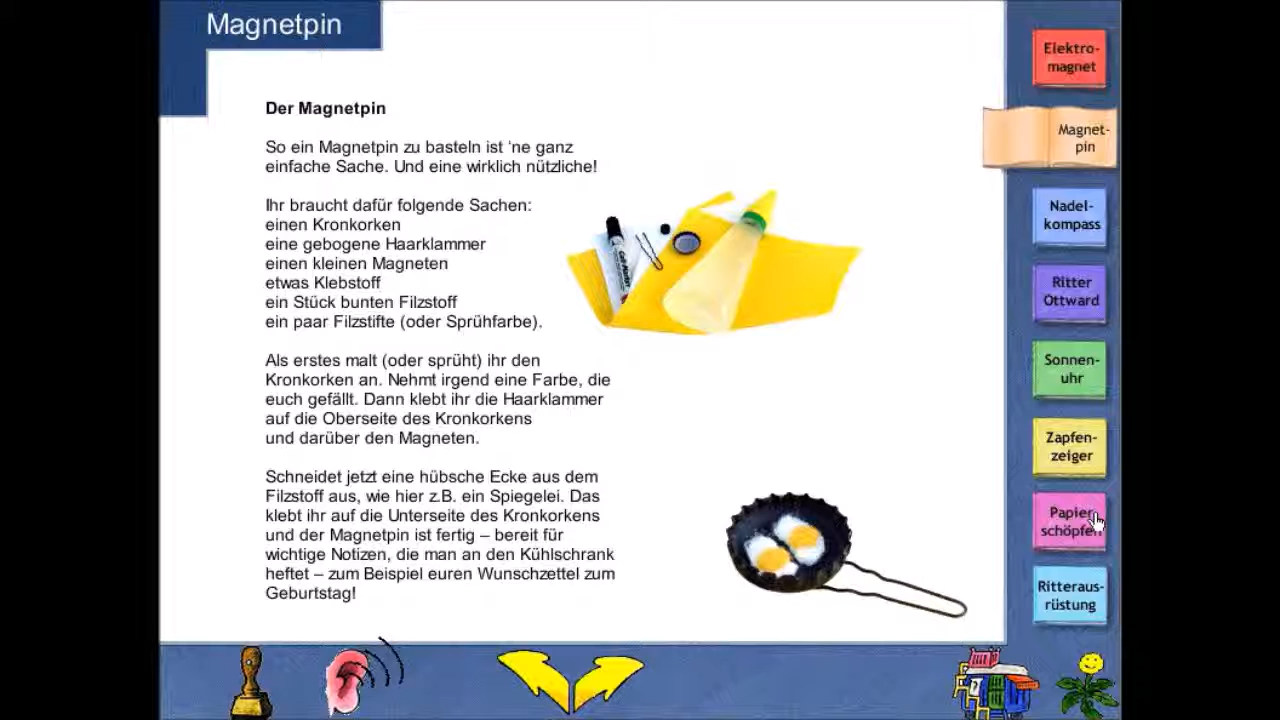 Magnetpin
Der Magnetpin
So ein Magnetpin zu basteln ist ‘ne ganz
einfache Sache. Und eine wirklich nützliche!
Ihr braucht dafür folgende Sachen:
einen Kronkorken
eine gebogene Haarklammer
einen kleinen Magneten
etwas Klebstoff
ein Stück bunten Filzstoff
ein paar Filzstifte (oder Sprühfarbe).
Als erstes malt (oder sprüht) ihr den
Kronkorken an. Nehmt irgend eine Farbe, die
euch gefällt. Dann klebt ihr die Haarklammer
auf die Oberseite des Kronkorkens
und darüber den Magneten.
Schneidet jetzt eine hübsche Ecke aus dem
Filzstoff aus, wie hier z.B. ein Spiegelei. Das
klebt ihr auf die Unterseite des Kronkorkens
und der Magnetpin ist fertig – bereit für
wichtige Notizen, die man an den Kühlschrank
heftet – zum Beispiel euren Wunschzettel zum
Geburtstag!
Elektro-
magnet
Magnet-
pin
Nadel-
kompass
Ritter
Ottward
Sonnen-
uhr
Zapfen-
zeiger
Papier
schöpfen
Ritteraus-
rüstung